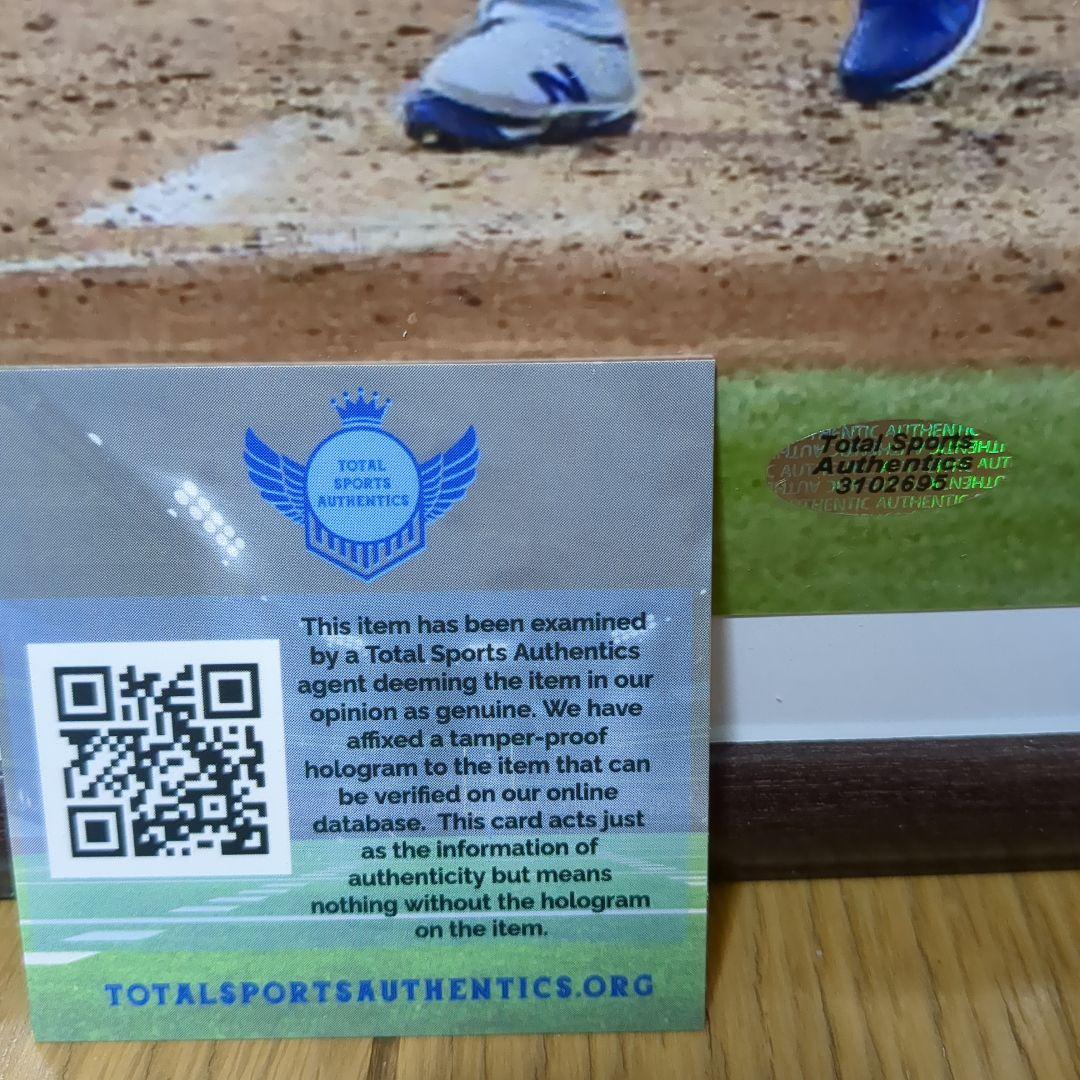 N
TOTAL
SPORTS
AUTHENTICS
This item has been examined
by a Total Sports Authentics
agent deeming the item in our
opinion as genuine. We have
affixed a tamper-proof
hologram to the item that can
be verified on our online
database. This card acts just
as the information of
authenticity but means
nothing without the hologram
on the item.
TOTALSPORTSAUTHENTICS.ORG
Total Sports
Authentics
3102695